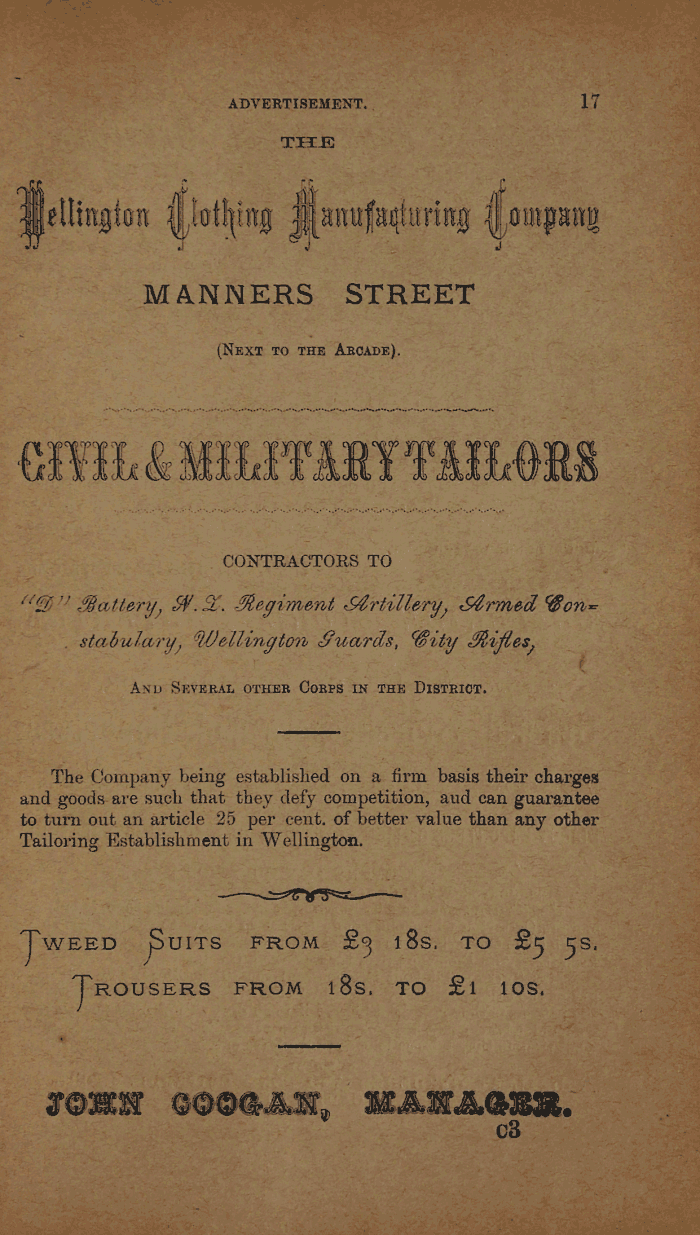 ADVERTISEMENT. 17
THE
Wellington Clothing Manufacturing Company
MANNERS STREET
(NEXT TO THE ARCADE).
CIVIL & MILITARY TAILORS
CONTRACTORS TO
"D" Battery, N.Z. Regiment Artillery, Armed Con=
stabulary, Wellington Guards, City Rifles,
AND SEVERAL OTHER CORPS IN THE DISTRICT.
The Company being established on a firm basis their charges
and goods are such that they defy competition, aud can guarantee
to turn out an article 25 per cent. of better value than any other
Tailoring Establishment in Wellington.
TWEED SUITS FROM £3 18S. TO £5 5S.
TROUSERS FROM 18S. TO £1 10S.
JOHN COOGAN, MANAGER.
C3